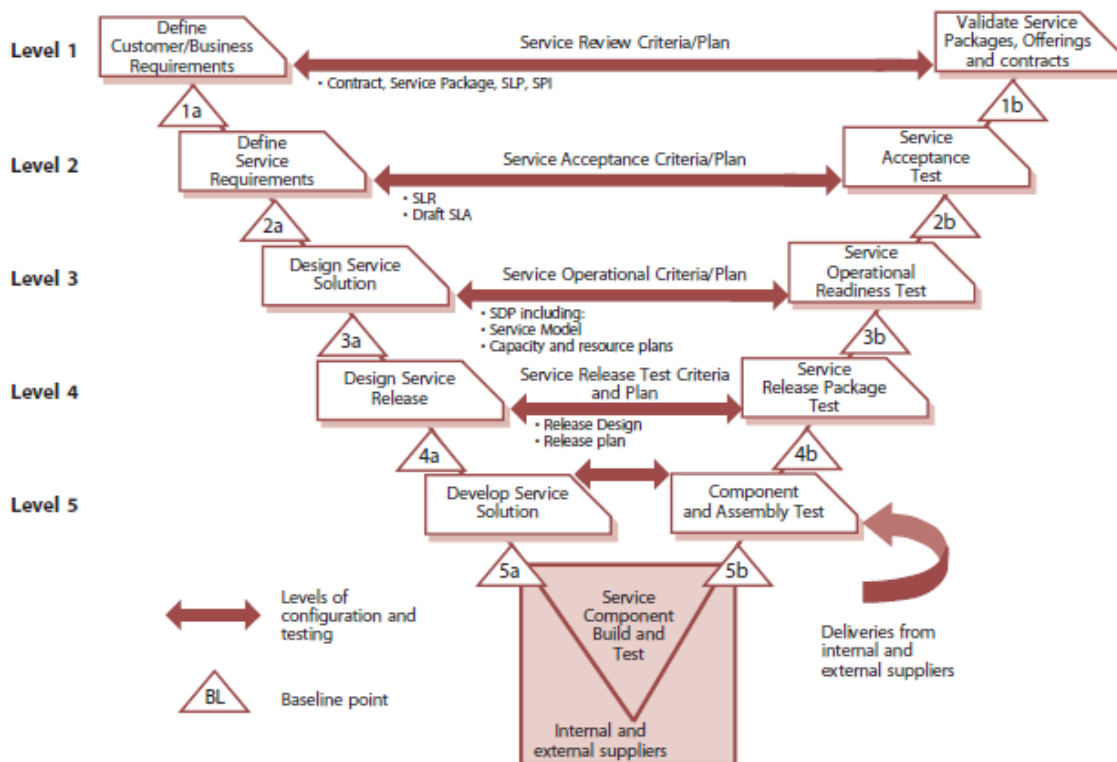 Level 1
Define
Customer/Business
Requirements
Service Review Criteria/Plan
• Contract, Service Package, SLP, SPI
Validate Service
Packages, Offerings
and contracts
1a
1b
Level 2
Define
Service
Requirements
Service Acceptance Criteria/Plan
• SLR
• Draft SLA
Service
Acceptance
Test
2a
2b
Level 3
Design Service
Solution
Service Operational Criteria/Plan
• SDP including:
• Service Model
• Capacity and resource plans
Service
Operational
Readiness Test
3a
3b
Level 4
Design Service
Release
Service Release Test Criteria
and Plan
• Release Design
• Release plan
Service
Release Package
Test
4a
4b
Level 5
Develop Service
Solution
Component
and Assembly Test
5a
5b
Levels of
configuration and
testing
Service
Component
Build and
Test
Deliveries from
internal and
external suppliers
BL
Baseline point
Internal and
external suppliers